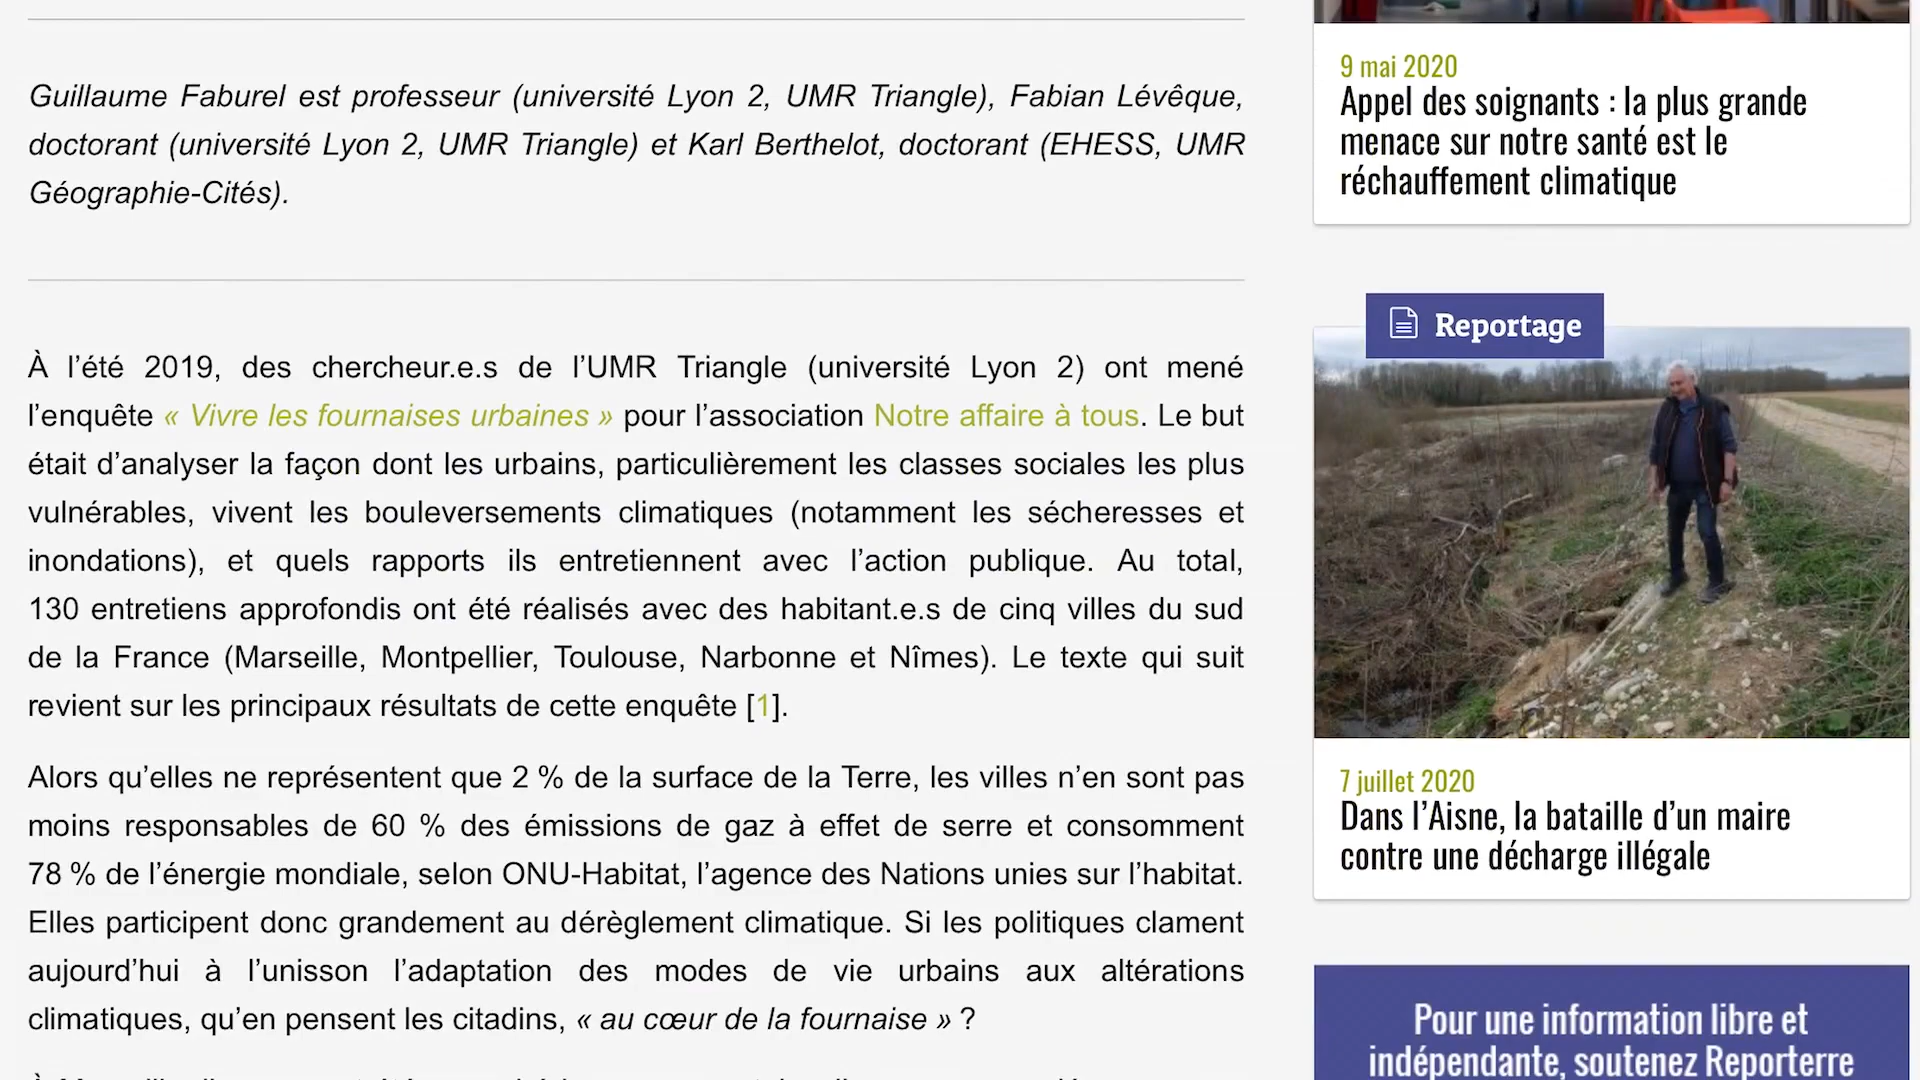 Guillaume Faburel est professeur (université Lyon 2, UMR Triangle), Fabian Lévêque,
doctorant (université Lyon 2, UMR Triangle) et Karl Berthelot, doctorant (EHESS, UMR
Géographie-Cités).
À l’été 2019, des chercheur.e.s de l’UMR Triangle (université Lyon 2) ont mené
l’enquête « Vivre les fournaises urbaines » pour l’association Notre affaire à tous. Le but
était d’analyser la façon dont les urbains, particulièrement les classes sociales les plus
vulnérables, vivent les bouleversements climatiques (notamment les sécheresses et
inondations), et quels rapports ils entretiennent avec l’action publique. Au total,
130 entretiens approfondis ont été réalisés avec des habitant.e.s de cinq villes du sud
de la France (Marseille, Montpellier, Toulouse, Narbonne et Nîmes). Le texte qui suit
revient sur les principaux résultats de cette enquête [1].
Alors qu’elles ne représentent que 2 % de la surface de la Terre, les villes n’en sont pas
moins responsables de 60 % des émissions de gaz à effet de serre et consomment
78 % de l’énergie mondiale, selon ONU-Habitat, l’agence des Nations unies sur l’habitat.
Elles participent donc grandement au dérèglement climatique. Si les politiques clament
aujourd’hui à l’unisson l’adaptation des modes de vie urbains aux altérations
climatiques, qu’en pensent les citadins, « au cœur de la fournaise » ?
9 mai 2020
Appel des soignants : la plus grande
menace sur notre santé est le
réchauffement climatique
Reportage
7 juillet 2020
Dans l’Aisne, la bataille d’un maire
contre une décharge illégale
Pour une information libre et
indépendante, soutenez Reporterre